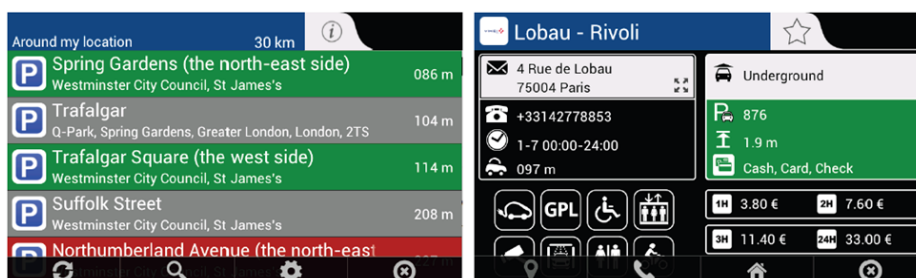 Around my location 30 km
Spring Gardens (the north-east side)
Westminster City Council, St James's
086 m
Trafalgar
Q-Park, Spring Gardens, Greater London, London, 2TS
104 m
Trafalgar Square (the west side)
Westminster City Council, St James's
114 m
Suffolk Street
Westminster City Council, St James's
208 m
Northumberland Avenue (the north-east
Lobau - Rivoli
4 Rue de Lobau
75004 Paris
+33142778853
1-7 00:00-24:00
097 m
GPL
Underground
876
1.9 m
Cash, Card, Check
1H 3.80 € 2H 7.60 €
3H 11.40 € 24H 33.00 €